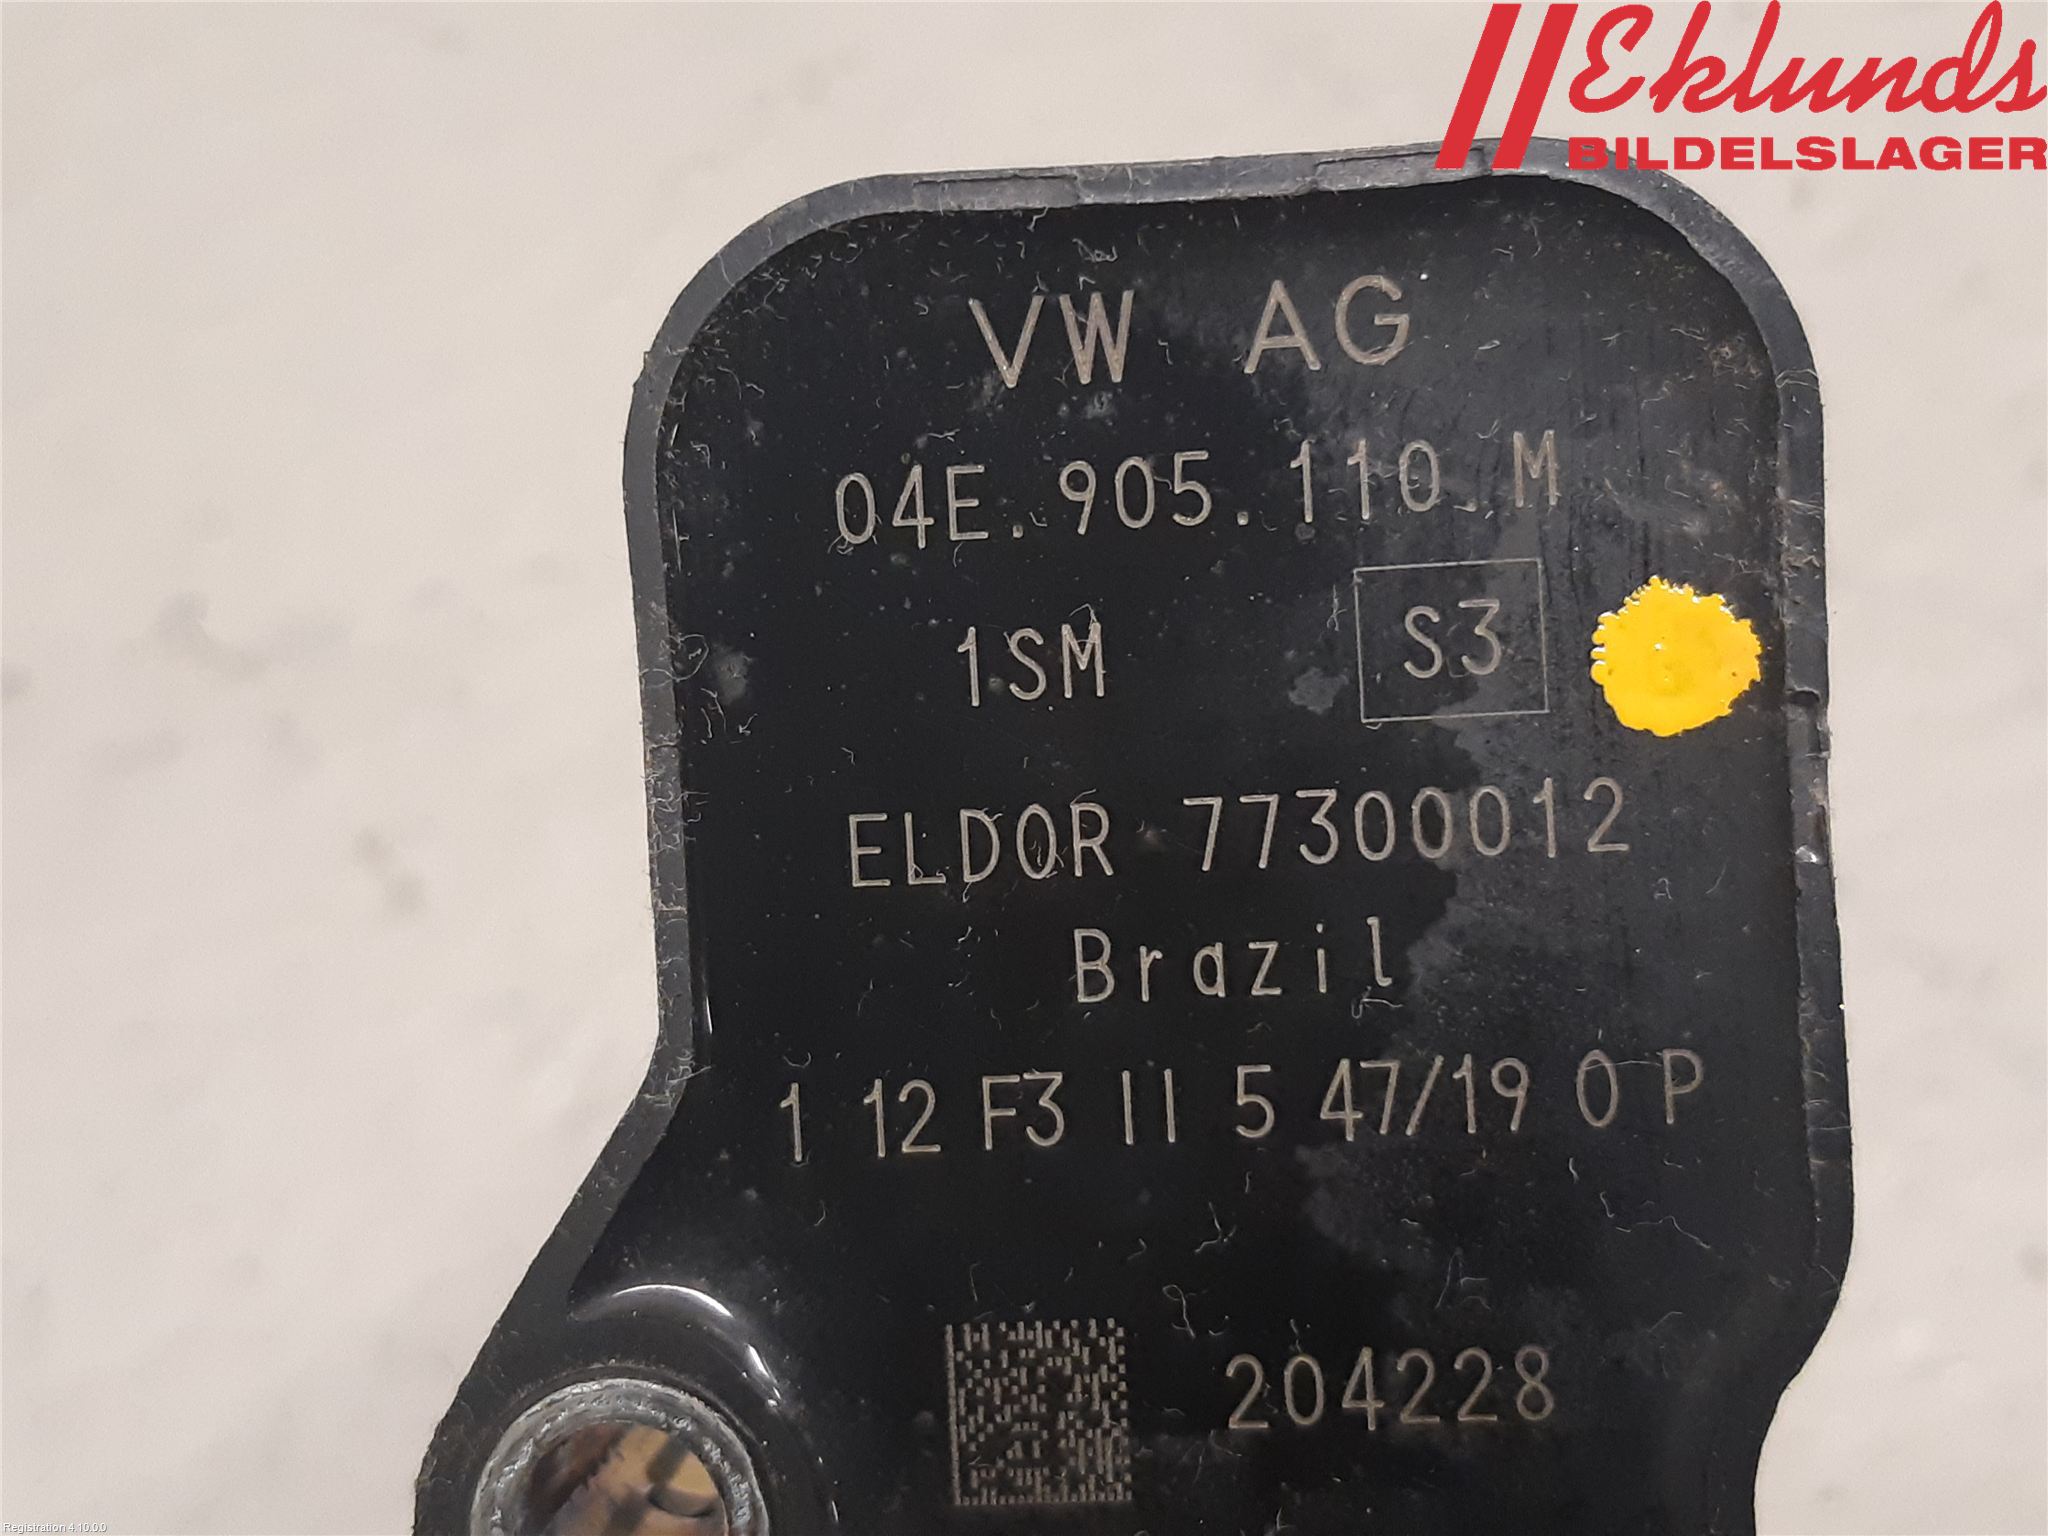 Eklunds
BILDELSLAGER
VW AG
04E.905.110.M
1SM S3
ELDOR 77300012
Brazil
1 12 F3 II 5 47/19 0 P
204228
Registration 4.10.0.0